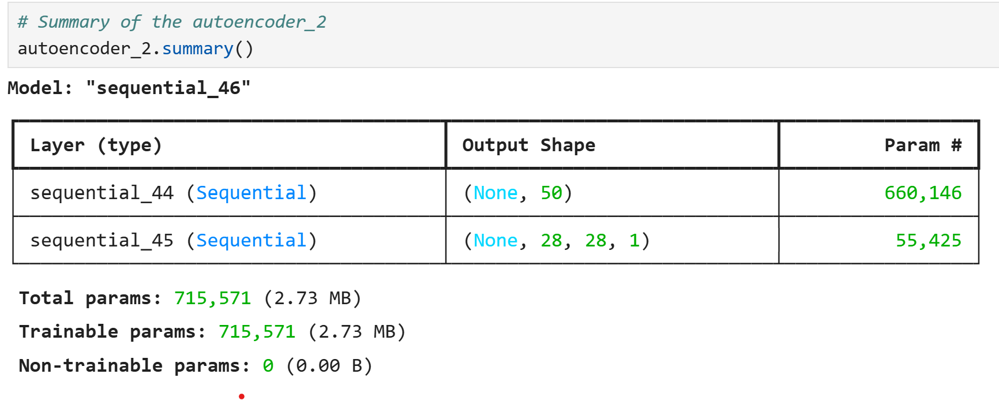 # Summary of the autoencoder_2
autoencoder_2.summary()
Model: "sequential_46"
Layer (type) Output Shape Param #
sequential_44 (Sequential) (None, 50) 660,146
sequential_45 (Sequential) (None, 28, 28, 1) 55,425
Total params: 715,571 (2.73 MB)
Trainable params: 715,571 (2.73 MB)
Non-trainable params: 0 (0.00 B)